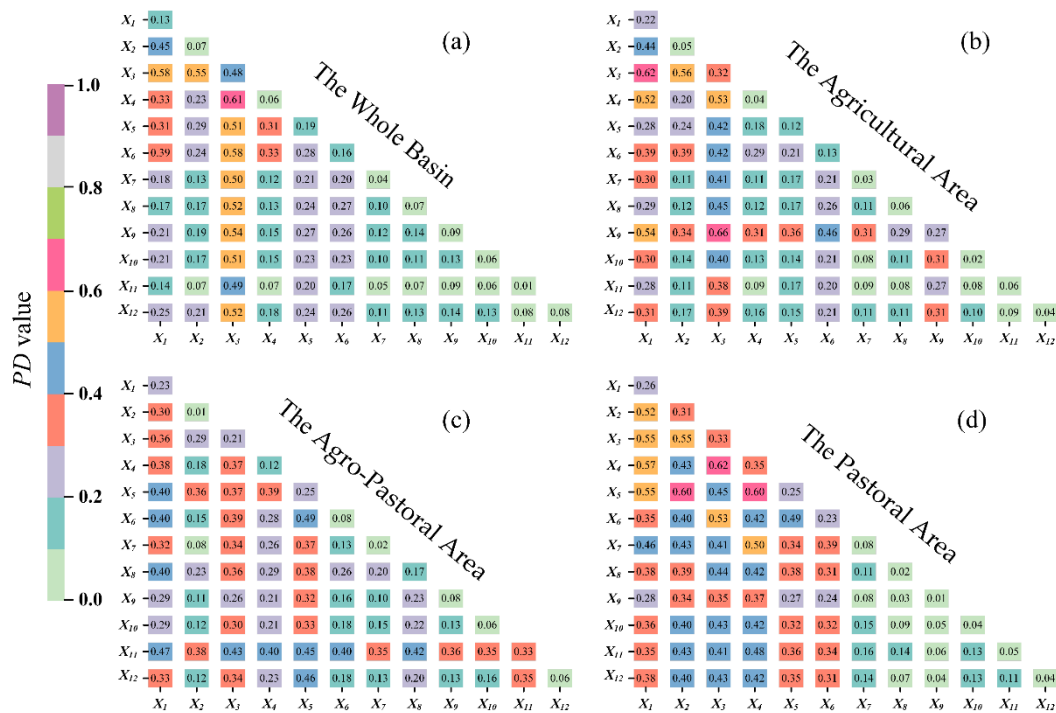 (a)
The Whole Basin
X1 0.13
X2 0.45 0.07
X3 0.58 0.55 0.48
X4 0.33 0.23 0.61 0.06
X5 0.31 0.29 0.51 0.31 0.19
X6 0.39 0.24 0.58 0.33 0.28 0.16
X7 0.18 0.13 0.50 0.12 0.21 0.20 0.04
X8 0.17 0.17 0.52 0.13 0.24 0.27 0.10 0.07
X9 0.21 0.19 0.54 0.15 0.27 0.26 0.12 0.14 0.09
X10 0.21 0.17 0.51 0.15 0.23 0.23 0.10 0.11 0.13 0.06
X11 0.14 0.07 0.49 0.07 0.20 0.17 0.05 0.07 0.09 0.06 0.01
X12 0.25 0.21 0.52 0.18 0.24 0.26 0.11 0.13 0.14 0.13 0.08 0.08
X1 X2 X3 X4 X5 X6 X7 X8 X9 X10 X11 X12
(b)
The Agricultural Area
X1 0.22
X2 0.44 0.05
X3 0.62 0.56 0.32
X4 0.52 0.20 0.53 0.04
X5 0.28 0.24 0.42 0.18 0.12
X6 0.39 0.39 0.42 0.29 0.21 0.13
X7 0.30 0.11 0.41 0.11 0.17 0.21 0.03
X8 0.29 0.12 0.45 0.12 0.17 0.26 0.11 0.06
X9 0.54 0.34 0.66 0.31 0.36 0.46 0.31 0.29 0.27
X10 0.30 0.14 0.40 0.13 0.14 0.21 0.08 0.11 0.31 0.02
X11 0.28 0.11 0.38 0.09 0.17 0.20 0.09 0.08 0.27 0.08 0.06
X12 0.31 0.17 0.39 0.16 0.15 0.21 0.11 0.11 0.31 0.10 0.09 0.04
X1 X2 X3 X4 X5 X6 X7 X8 X9 X10 X11 X12
PD value
1.0
0.8
0.6
0.4
0.2
0.0
(c)
The Agro-Pastoral Area
X1 0.23
X2 0.30 0.01
X3 0.36 0.29 0.21
X4 0.38 0.18 0.37 0.12
X5 0.40 0.36 0.37 0.39 0.25
X6 0.40 0.15 0.39 0.28 0.49 0.08
X7 0.32 0.08 0.34 0.26 0.37 0.13 0.02
X8 0.40 0.23 0.36 0.29 0.38 0.26 0.20 0.17
X9 0.29 0.11 0.26 0.21 0.32 0.16 0.10 0.23 0.08
X10 0.29 0.12 0.30 0.21 0.33 0.18 0.15 0.22 0.13 0.06
X11 0.47 0.38 0.43 0.40 0.45 0.40 0.35 0.42 0.36 0.35 0.33
X12 0.33 0.12 0.34 0.23 0.46 0.18 0.13 0.20 0.13 0.16 0.35 0.06
X1 X2 X3 X4 X5 X6 X7 X8 X9 X10 X11 X12
(d)
The Pastoral Area
X1 0.26
X2 0.52 0.31
X3 0.55 0.55 0.33
X4 0.57 0.43 0.62 0.35
X5 0.55 0.60 0.45 0.60 0.25
X6 0.35 0.40 0.53 0.42 0.49 0.23
X7 0.46 0.43 0.41 0.50 0.34 0.39 0.08
X8 0.38 0.39 0.44 0.42 0.38 0.31 0.11 0.02
X9 0.28 0.34 0.35 0.37 0.27 0.24 0.08 0.03 0.01
X10 0.36 0.40 0.43 0.42 0.32 0.32 0.15 0.09 0.05 0.04
X11 0.35 0.43 0.41 0.48 0.36 0.34 0.16 0.14 0.06 0.13 0.05
X12 0.38 0.40 0.43 0.42 0.35 0.31 0.14 0.07 0.04 0.13 0.11 0.04
X1 X2 X3 X4 X5 X6 X7 X8 X9 X10 X11 X12